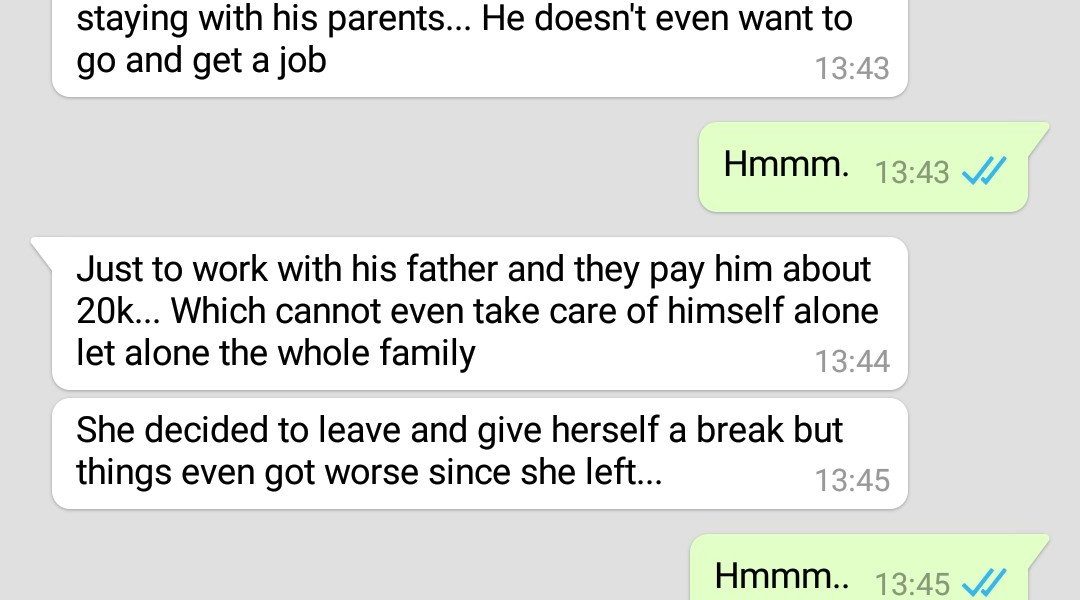 staying with his parents... He doesn't even want to
go and get a job
13:43
Hmmm. 13:43
Just to work with his father and they pay him about
20k... Which cannot even take care of himself alone
let alone the whole family
13:44
She decided to leave and give herself a break but
things even got worse since she left...
13:45
Hmmm.. 13:45